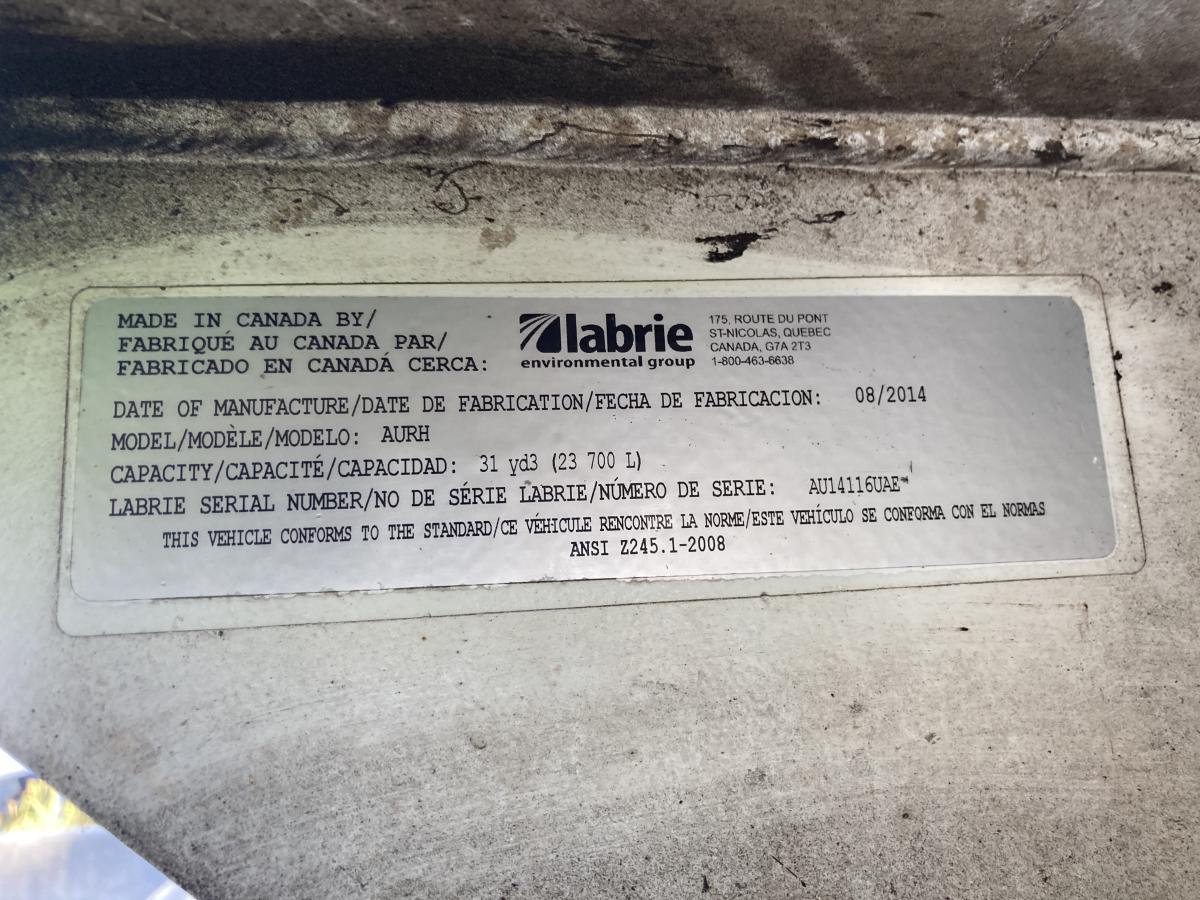 MADE IN CANADA BY/
FABRIQUÉ AU CANADA PAR/
FABRICADO EN CANADÁ CERCA:
labrie
environmental group
175, ROUTE DU PONT
ST-NICOLAS, QUEBEC
CANADA, G7A 2T3
1-800-463-6638
DATE OF MANUFACTURE/DATE DE FABRICATION/FECHA DE FABRICACION: 08/2014
MODEL/MODÈLE/MODELO: AURH
CAPACITY/CAPACITÉ/CAPACIDAD: 31 yd3 (23 700 L)
LABRIE SERIAL NUMBER/NO DE SÉRIE LABRIE/NÚMERO DE SERIE: AU14116UAE
THIS VEHICLE CONFORMS TO THE STANDARD/CE VÉHICULE RENCONTRE LA NORME/ESTE VEHÍCULO SE CONFORMA CON EL NORMAS
ANSI Z245.1-2008